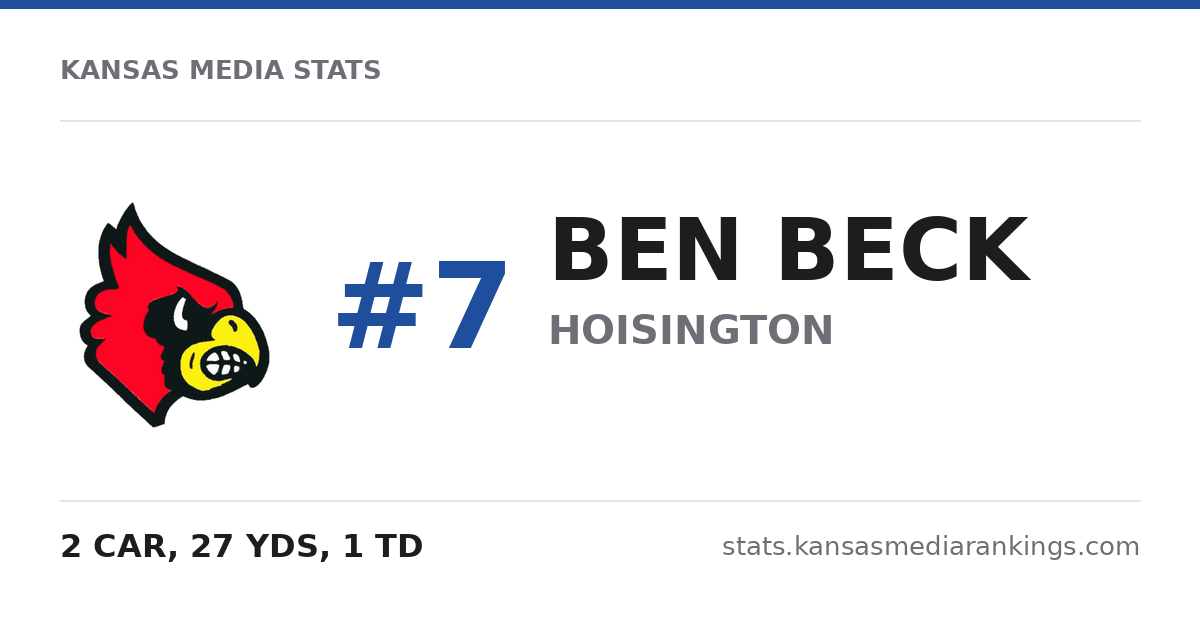 KANSAS MEDIA STATS
#7
BEN BECK
HOISINGTON
2 CAR, 27 YDS, 1 TD
stats.kansasmediarankings.com